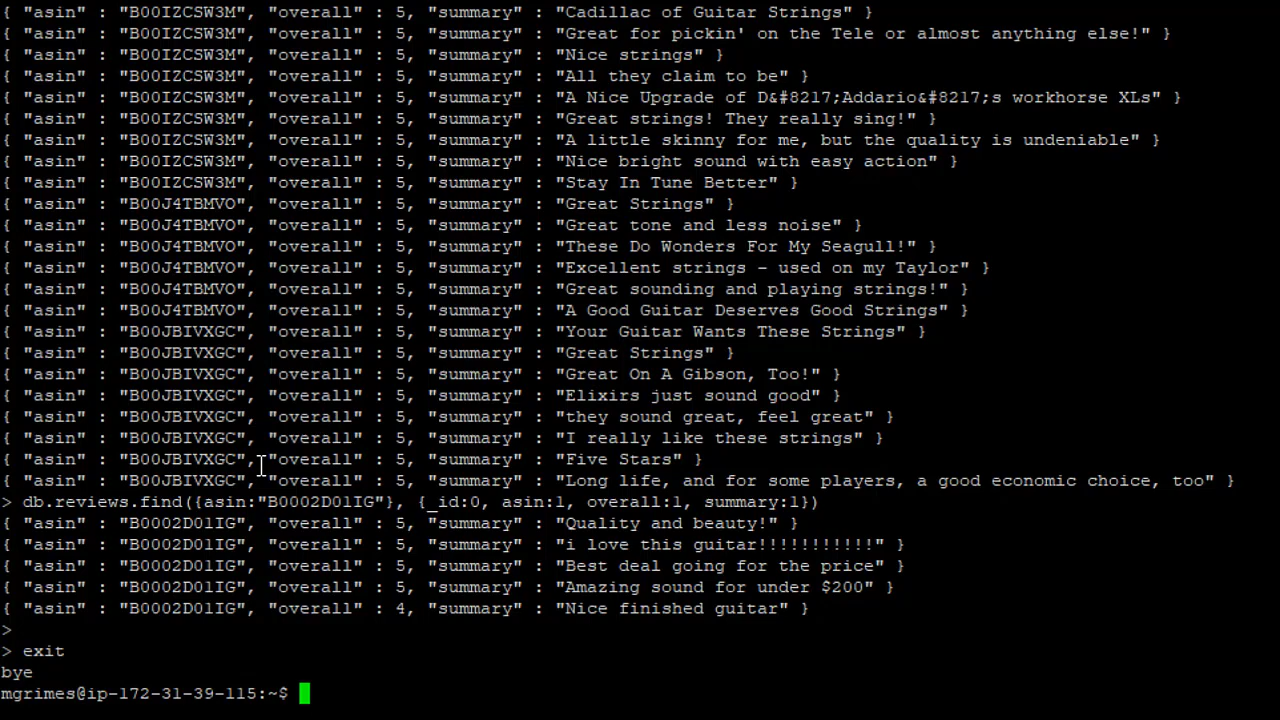 { "asin" : "B00IZCSW3M", "overall" : 5, "summary" : "Cadillac of Guitar Strings" }
{ "asin" : "B00IZCSW3M", "overall" : 5, "summary" : "Great for pickin' on the Tele or almost anything else!" }
{ "asin" : "B00IZCSW3M", "overall" : 5, "summary" : "Nice strings" }
{ "asin" : "B00IZCSW3M", "overall" : 5, "summary" : "All they claim to be" }
{ "asin" : "B00IZCSW3M", "overall" : 5, "summary" : "A Nice Upgrade of D&#8217;Addario&#8217;s workhorse XLs" }
{ "asin" : "B00IZCSW3M", "overall" : 5, "summary" : "Great strings! They really sing!" }
{ "asin" : "B00IZCSW3M", "overall" : 5, "summary" : "A little skinny for me, but the quality is undeniable" }
{ "asin" : "B00IZCSW3M", "overall" : 5, "summary" : "Nice bright sound with easy action" }
{ "asin" : "B00IZCSW3M", "overall" : 5, "summary" : "Stay In Tune Better" }
{ "asin" : "B00J4TBMVO", "overall" : 5, "summary" : "Great Strings" }
{ "asin" : "B00J4TBMVO", "overall" : 5, "summary" : "Great tone and less noise" }
{ "asin" : "B00J4TBMVO", "overall" : 5, "summary" : "These Do Wonders For My Seagull!" }
{ "asin" : "B00J4TBMVO", "overall" : 5, "summary" : "Excellent strings - used on my Taylor" }
{ "asin" : "B00J4TBMVO", "overall" : 5, "summary" : "Great sounding and playing strings!" }
{ "asin" : "B00J4TBMVO", "overall" : 5, "summary" : "A Good Guitar Deserves Good Strings" }
{ "asin" : "B00JBIVXGC", "overall" : 5, "summary" : "Your Guitar Wants These Strings" }
{ "asin" : "B00JBIVXGC", "overall" : 5, "summary" : "Great Strings" }
{ "asin" : "B00JBIVXGC", "overall" : 5, "summary" : "Great On A Gibson, Too!" }
{ "asin" : "B00JBIVXGC", "overall" : 5, "summary" : "Elixirs just sound good" }
{ "asin" : "B00JBIVXGC", "overall" : 5, "summary" : "they sound great, feel great" }
{ "asin" : "B00JBIVXGC", "overall" : 5, "summary" : "I really like these strings" }
{ "asin" : "B00JBIVXGC", "overall" : 5, "summary" : "Five Stars" }
{ "asin" : "B00JBIVXGC", "overall" : 5, "summary" : "Long life, and for some players, a good economic choice, too" }
> db.reviews.find({asin:"B0002D01IG"}, {_id:0, asin:1, overall:1, summary:1})
{ "asin" : "B0002D01IG", "overall" : 5, "summary" : "Quality and beauty!" }
{ "asin" : "B0002D01IG", "overall" : 5, "summary" : "i love this guitar!!!!!!!!!!!" }
{ "asin" : "B0002D01IG", "overall" : 5, "summary" : "Best deal going for the price" }
{ "asin" : "B0002D01IG", "overall" : 5, "summary" : "Amazing sound for under $200" }
{ "asin" : "B0002D01IG", "overall" : 4, "summary" : "Nice finished guitar" }
>
> exit
bye
mgrimes@ip-172-31-39-115:~$